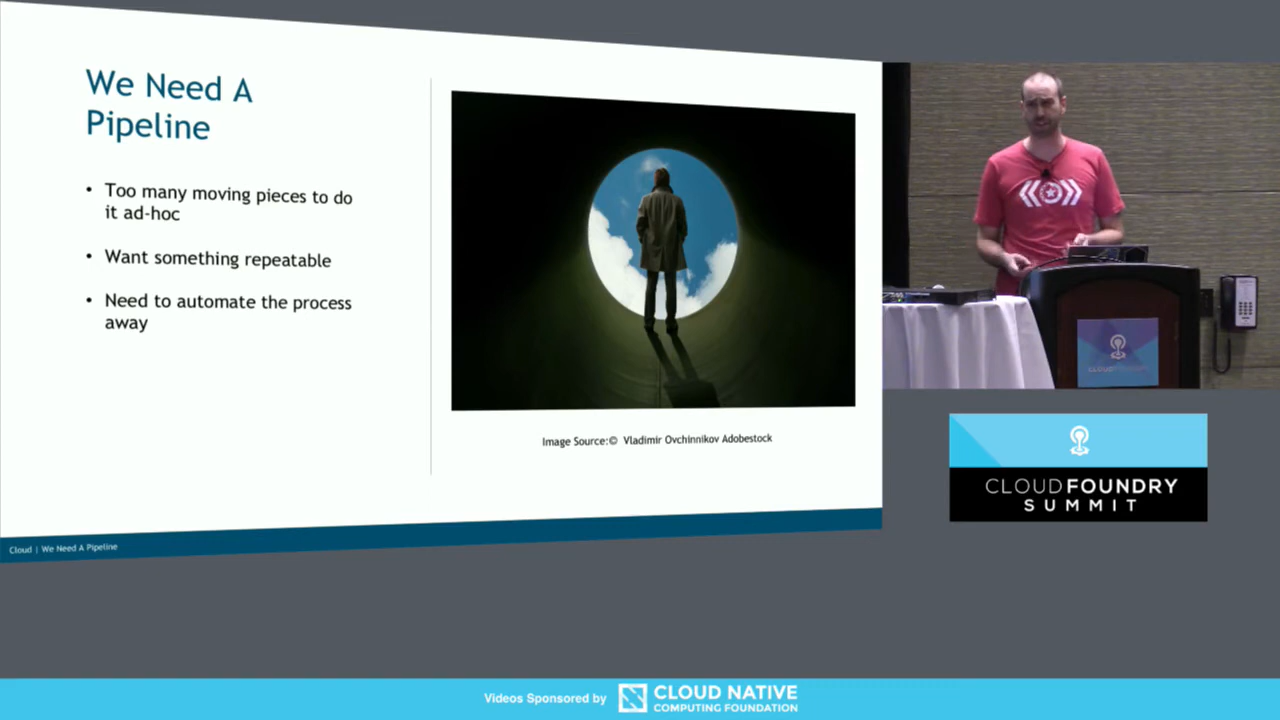 We Need A
Pipeline
• Too many moving pieces to do
it ad-hoc
• Want something repeatable
• Need to automate the process
away
Image Source:© Vladimir Ovchinnikov Adobestock
Cloud | We Need A Pipeline
CLOUDFOUNDRY
CLOUDFOUNDRY
SUMMIT
Videos Sponsored by
CLOUD NATIVE
COMPUTING FOUNDATION